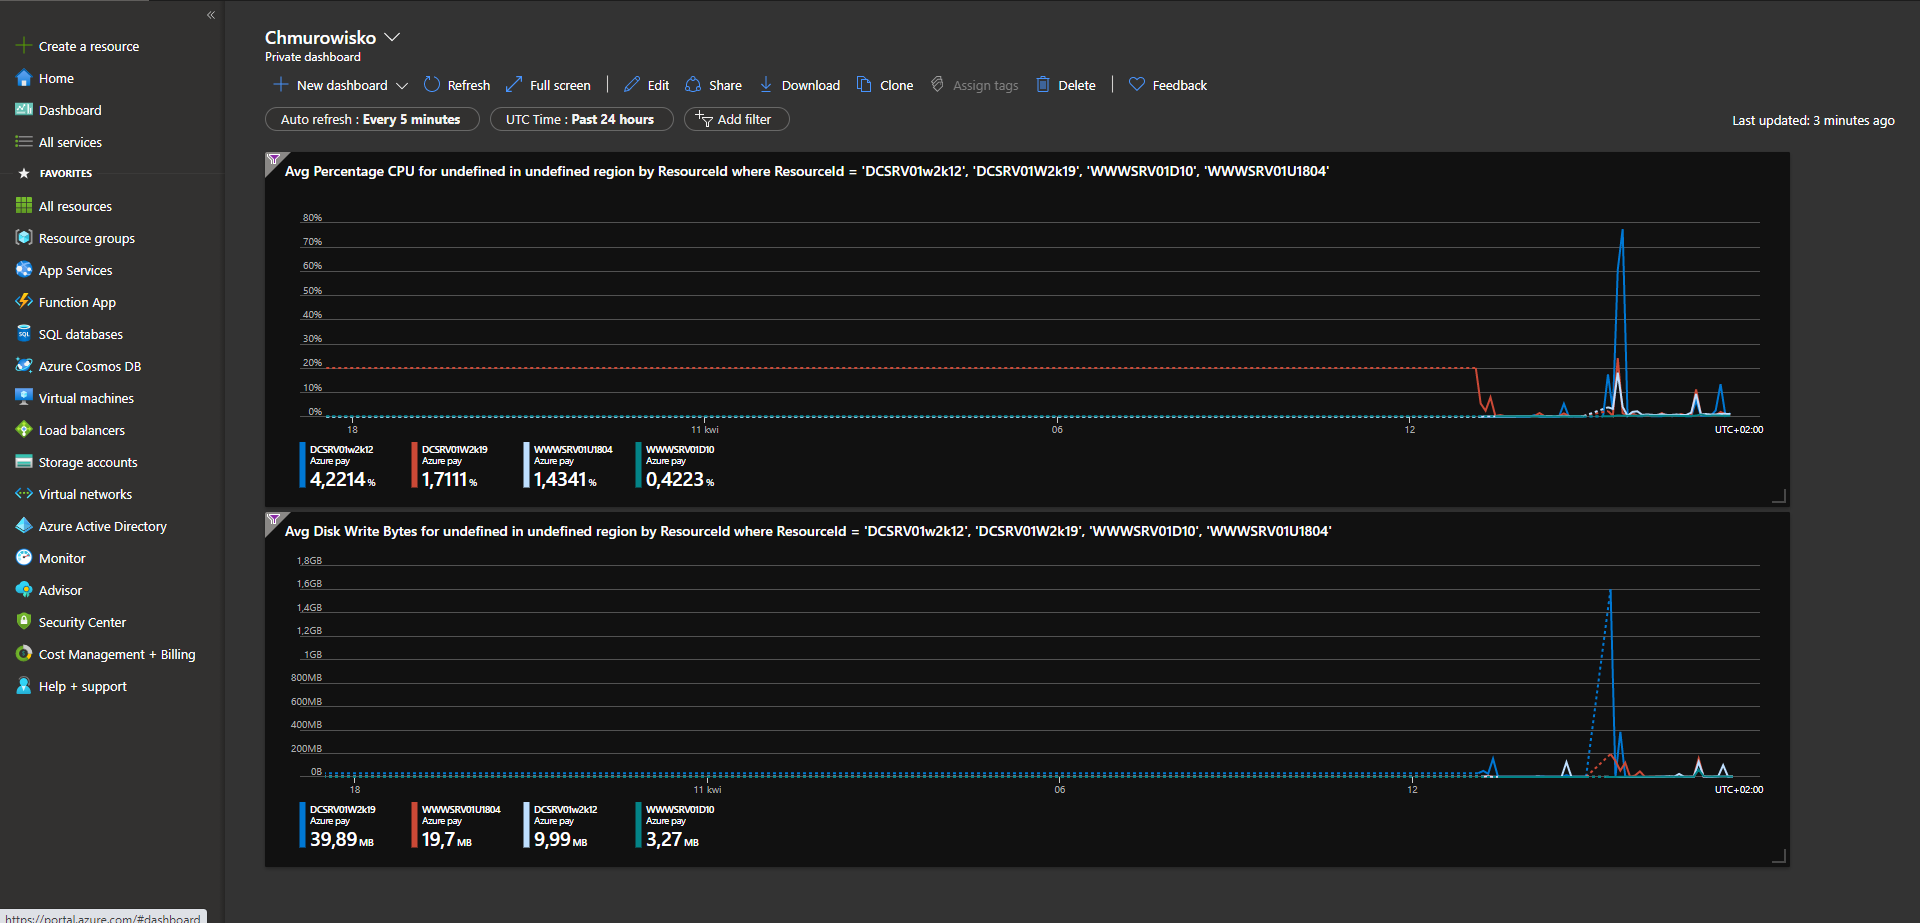 «
Create a resource
Home
Dashboard
All services
FAVORITES
All resources
Resource groups
App Services
Function App
SQL databases
Azure Cosmos DB
Virtual machines
Load balancers
Storage accounts
Virtual networks
Azure Active Directory
Monitor
Advisor
Security Center
Cost Management + Billing
Help + support
https://portal.azure.com/#dashboard
Chmurowisko
Private dashboard
New dashboard Refresh Full screen Edit Share Download Clone Assign tags Delete Feedback
Auto refresh : Every 5 minutes UTC Time : Past 24 hours Add filter
Last updated: 3 minutes ago
Avg Percentage CPU for undefined in undefined region by ResourceId where ResourceId = 'DCSRV01w2k12', 'DCSRV01W2k19', 'WWWSRV01D10', 'WWWSRV01U1804'
80%
70%
60%
50%
40%
30%
20%
10%
0%
18 11 kwi 06 12 UTC+02:00
DCSRV01w2k12 DCSRV01W2k19 WWWSRV01U1804 WWWSRV01D10
Azure pay Azure pay Azure pay Azure pay
4,2214 % 1,7111 % 1,4341 % 0,4223 %
Avg Disk Write Bytes for undefined in undefined region by ResourceId where ResourceId = 'DCSRV01w2k12', 'DCSRV01W2k19', 'WWWSRV01D10', 'WWWSRV01U1804'
1,8GB
1,6GB
1,4GB
1,2GB
1GB
800MB
600MB
400MB
200MB
0B
18 11 kwi 06 12 UTC+02:00
DCSRV01W2k19 WWWSRV01U1804 DCSRV01w2k12 WWWSRV01D10
Azure pay Azure pay Azure pay Azure pay
39,89 MB 19,7 MB 9,99 MB 3,27 MB